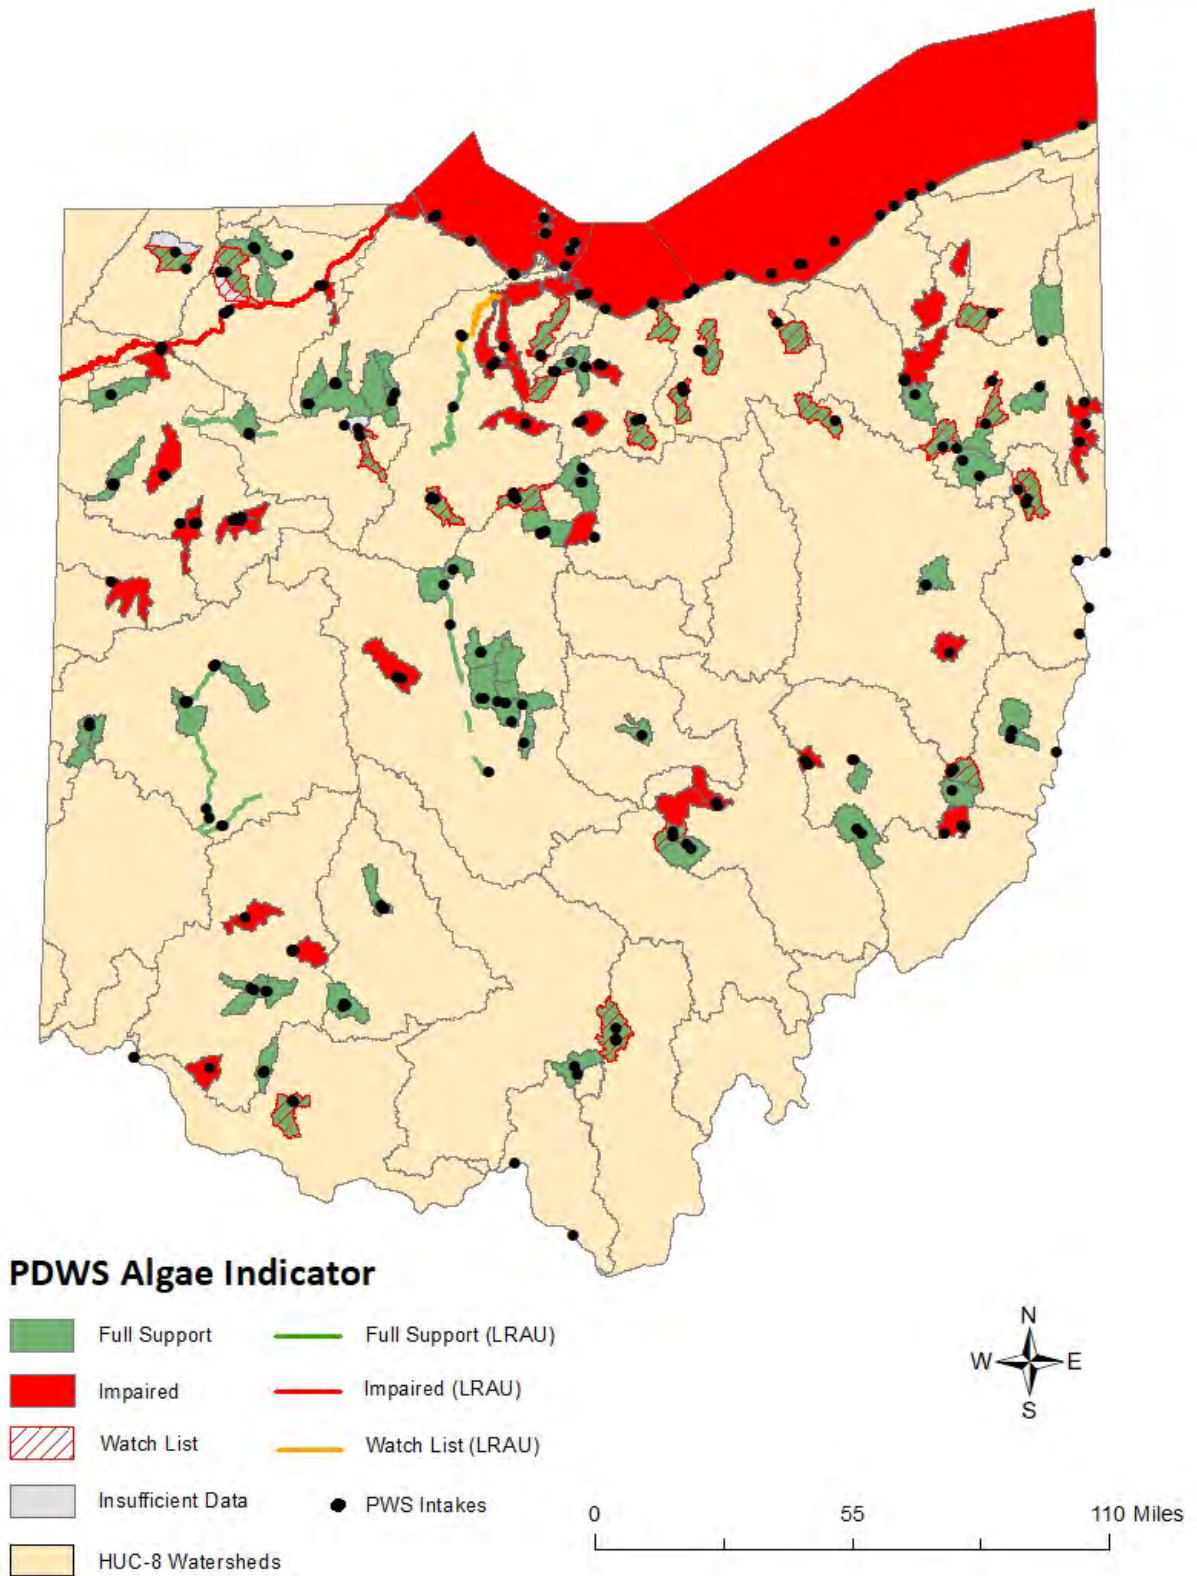 PDWS Algae Indicator
Full Support
Full Support (LRAU)
Impaired
Impaired (LRAU)
Watch List
Watch List (LRAU)
Insufficient Data
PWS Intakes
HUC-8 Watersheds
N
W E
S
0 55 110 Miles